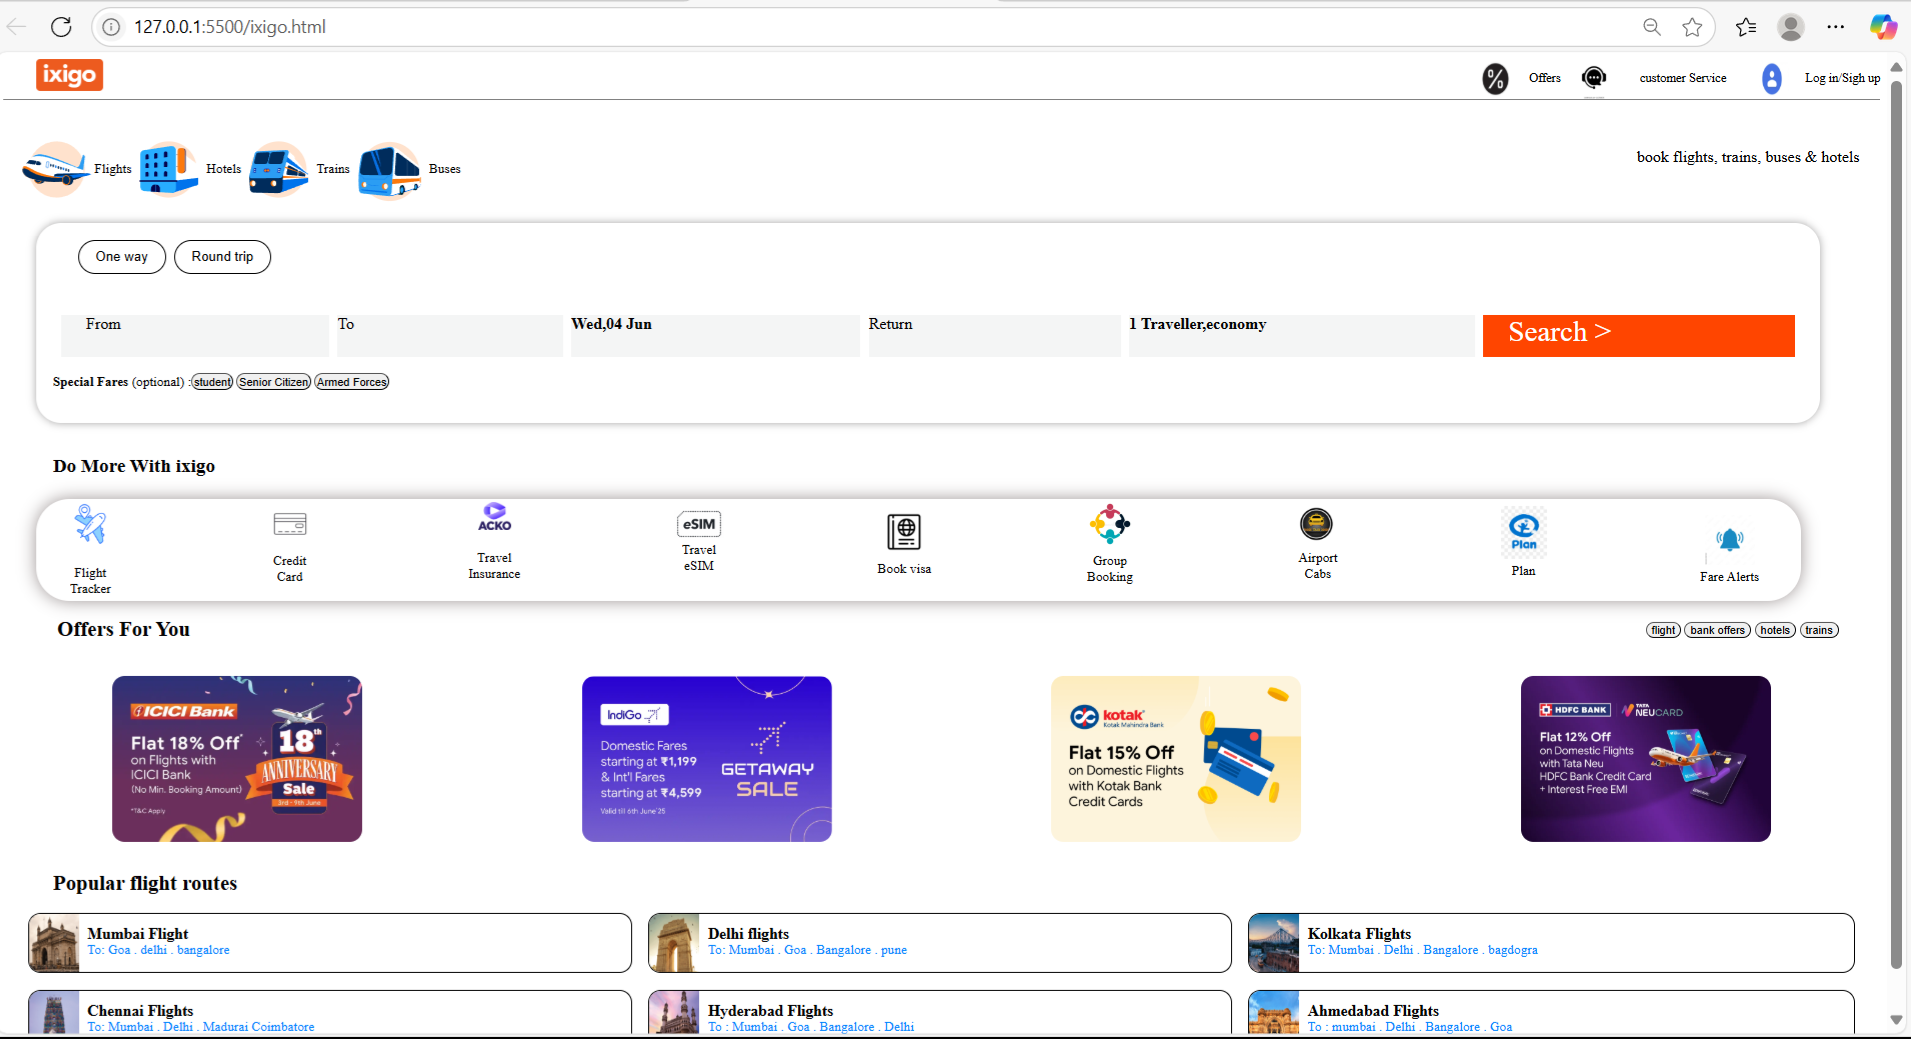 127.0.0.1:5500/ixigo.html
ixigo
% Offers customer Service Log in/Sigh up
Flights Hotels Trains Buses
book flights, trains, buses & hotels
One way Round trip
From To Wed,04 Jun Return 1 Traveller,economy Search >
Special Fares (optional) :student Senior Citizen Armed Forces
Do More With ixigo
Flight
Tracker
Credit
Card
ACKO
Travel
Insurance
eSIM
Travel
eSIM
Book visa
Group
Booking
Airport
Cabs
Plan
Plan
Fare Alerts
Offers For You
flight bank offers hotels trains
ICICI Bank
Flat 18% Off*
on Flights with
ICICI Bank
(No Min. Booking Amount)
*T&C Apply
18th
ANNIVERSARY
Sale
3rd - 9th June
IndiGo
Domestic Fares
starting at ₹1,199
& Int'l Fares
starting at ₹4,599
Valid till 6th June'25
GETAWAY
SALE
kotak
Kotak Mahindra Bank
Flat 15% Off
on Domestic Flights
with Kotak Bank
Credit Cards
HDFC BANK
TATA
NEUCARD
Flat 12% Off
on Domestic Flights
with Tata Neu
HDFC Bank Credit Card
+ Interest Free EMI
Popular flight routes
Mumbai Flight
To: Goa . delhi . bangalore
Delhi flights
To: Mumbai . Goa . Bangalore . pune
Kolkata Flights
To: Mumbai . Delhi . Bangalore . bagdogra
Chennai Flights
To: Mumbai . Delhi . Madurai Coimbatore
Hyderabad Flights
To : Mumbai . Goa . Bangalore . Delhi
Ahmedabad Flights
To : mumbai . Delhi . Bangalore . Goa